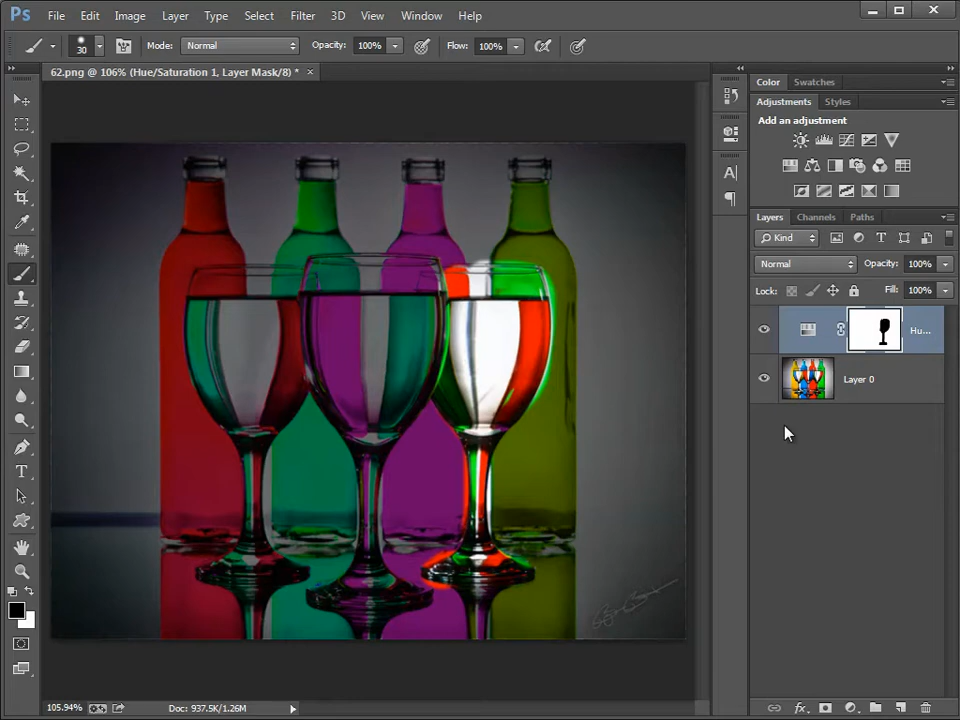 Ps File Edit Image Layer Type Select Filter 3D View Window Help
30 Mode: Normal Opacity: 100% Flow: 100%
62.png @ 106% (Hue/Saturation 1, Layer Mask/8) * ×
Color Swatches
Adjustments Styles
Add an adjustment
Layers Channels Paths
Kind
Normal Opacity: 100%
Lock: Fill: 100%
Hu...
Layer 0
105.94% Doc: 937.5K/1.26M